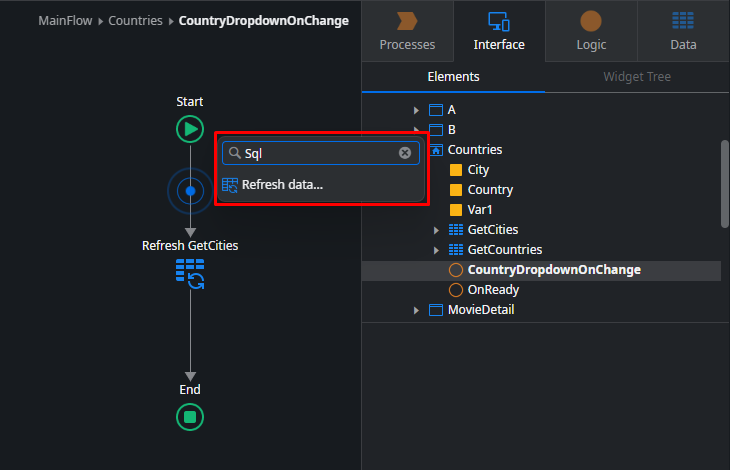 MainFlow ▸ Countries ▸ CountryDropdownOnChange
Start
Sql
Refresh data...
Refresh GetCities
End
Processes
Interface
Logic
Data
Elements
Widget Tree
A
B
Countries
City
Country
Var1
GetCities
GetCountries
CountryDropdownOnChange
OnReady
MovieDetail